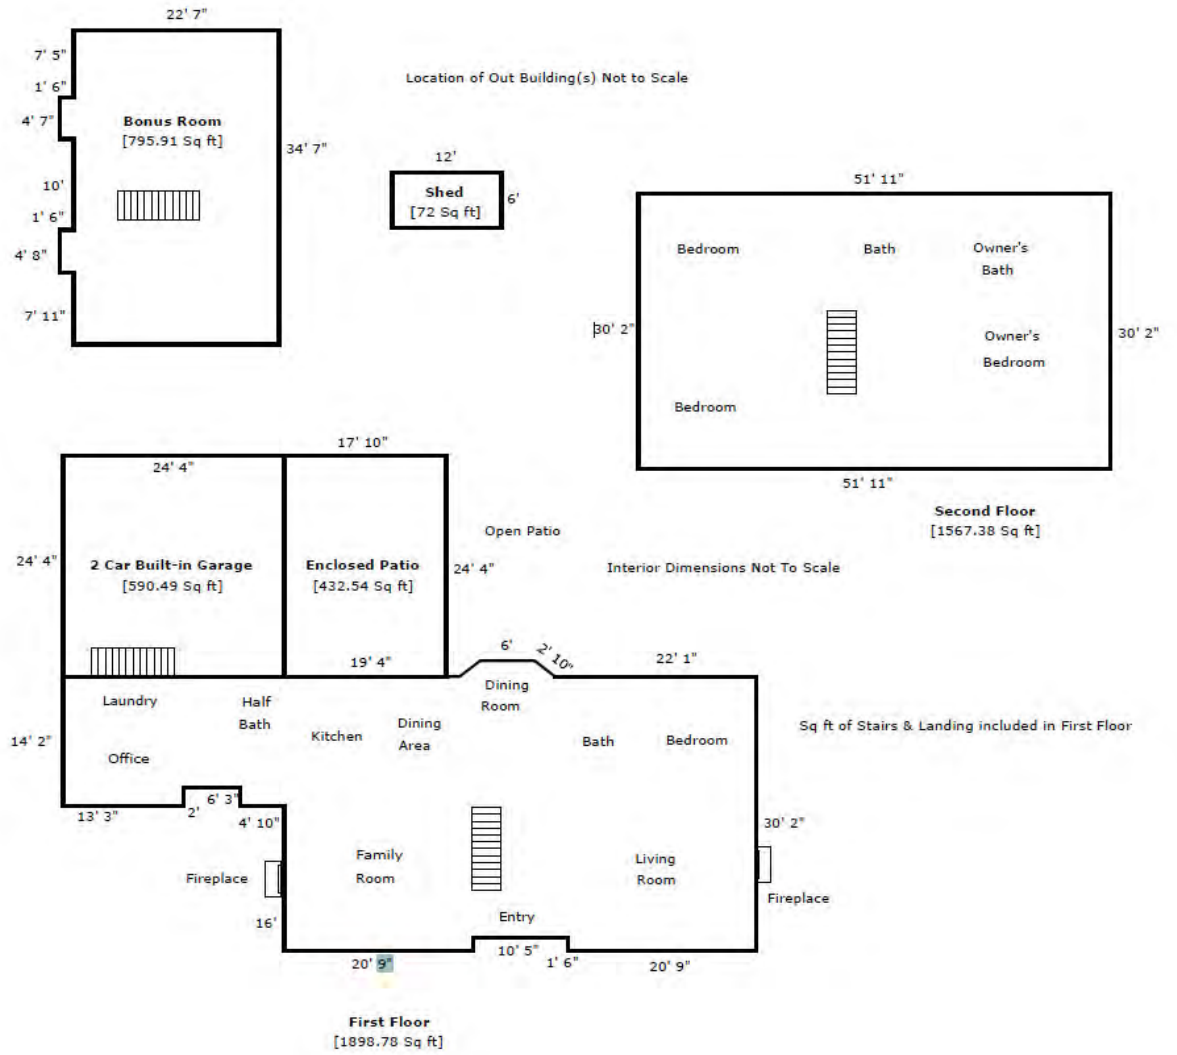 22' 7"
7' 5"
1' 6"
4' 7"
Bonus Room
[795.91 Sq ft]
34' 7"
10'
1' 6"
4' 8"
7' 11"
Location of Out Building(s) Not to Scale
12'
Shed
[72 Sq ft]
6'
51' 11"
Bedroom
Bath
Owner's
Bath
30' 2"
30' 2"
Owner's
Bedroom
Bedroom
51' 11"
Second Floor
[1567.38 Sq ft]
17' 10"
24' 4"
Open Patio
24' 4"
2 Car Built-in Garage
[590.49 Sq ft]
Enclosed Patio
[432.54 Sq ft]
24' 4"
Interior Dimensions Not To Scale
19' 4"
6'
2' 10"
22' 1"
Laundry
Half
Bath
Dining
Room
Kitchen
Dining
Area
Bath
Bedroom
Sq ft of Stairs & Landing included in First Floor
14' 2"
Office
13' 3"
2'
6' 3"
4' 10"
30' 2"
Family
Room
Living
Room
Fireplace
Fireplace
16'
Entry
20' 9"
10' 5"
1' 6"
20' 9"
First Floor
[1898.78 Sq ft]